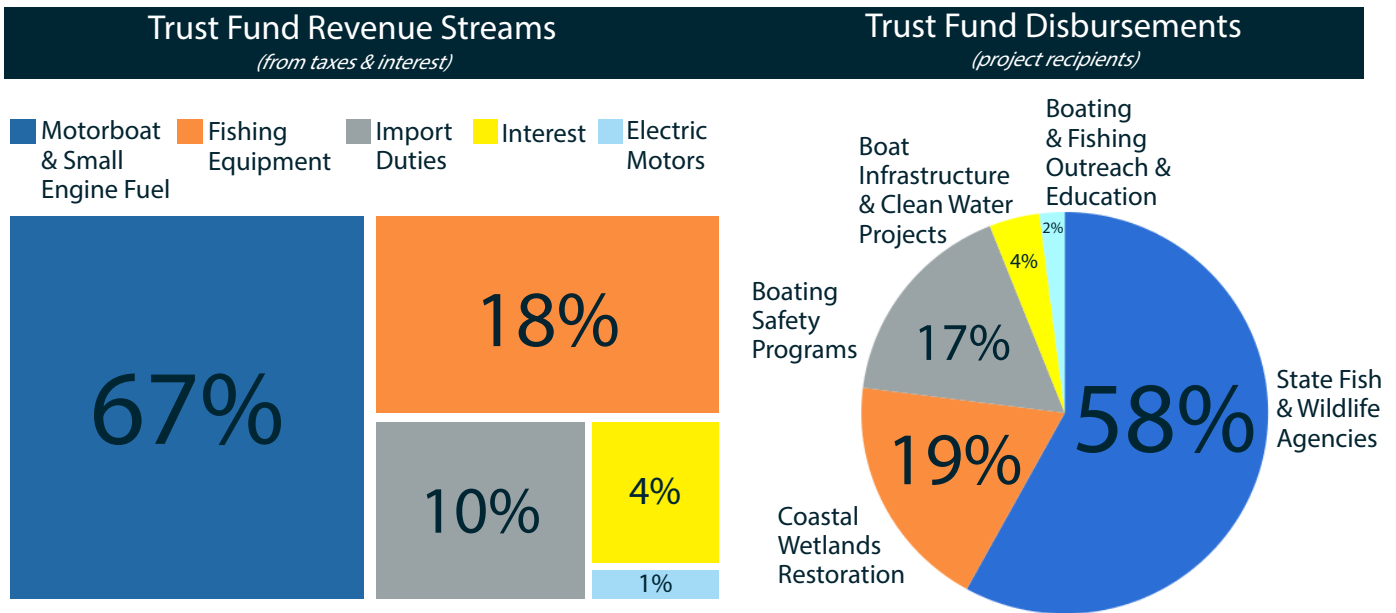 Trust Fund Revenue Streams
(from taxes & interest)
Trust Fund Disbursements
(project recipients)
Motorboat
& Small
Engine Fuel
Fishing
Equipment
Import
Duties
Interest
Electric
Motors
67%
18%
10%
4%
1%
Boating
& Fishing
Outreach &
Education
Boat
Infrastructure
& Clean Water
Projects
Boating
Safety
Programs
Coastal
Wetlands
Restoration
State Fish
& Wildlife
Agencies
2%
4%
17%
19%
58%